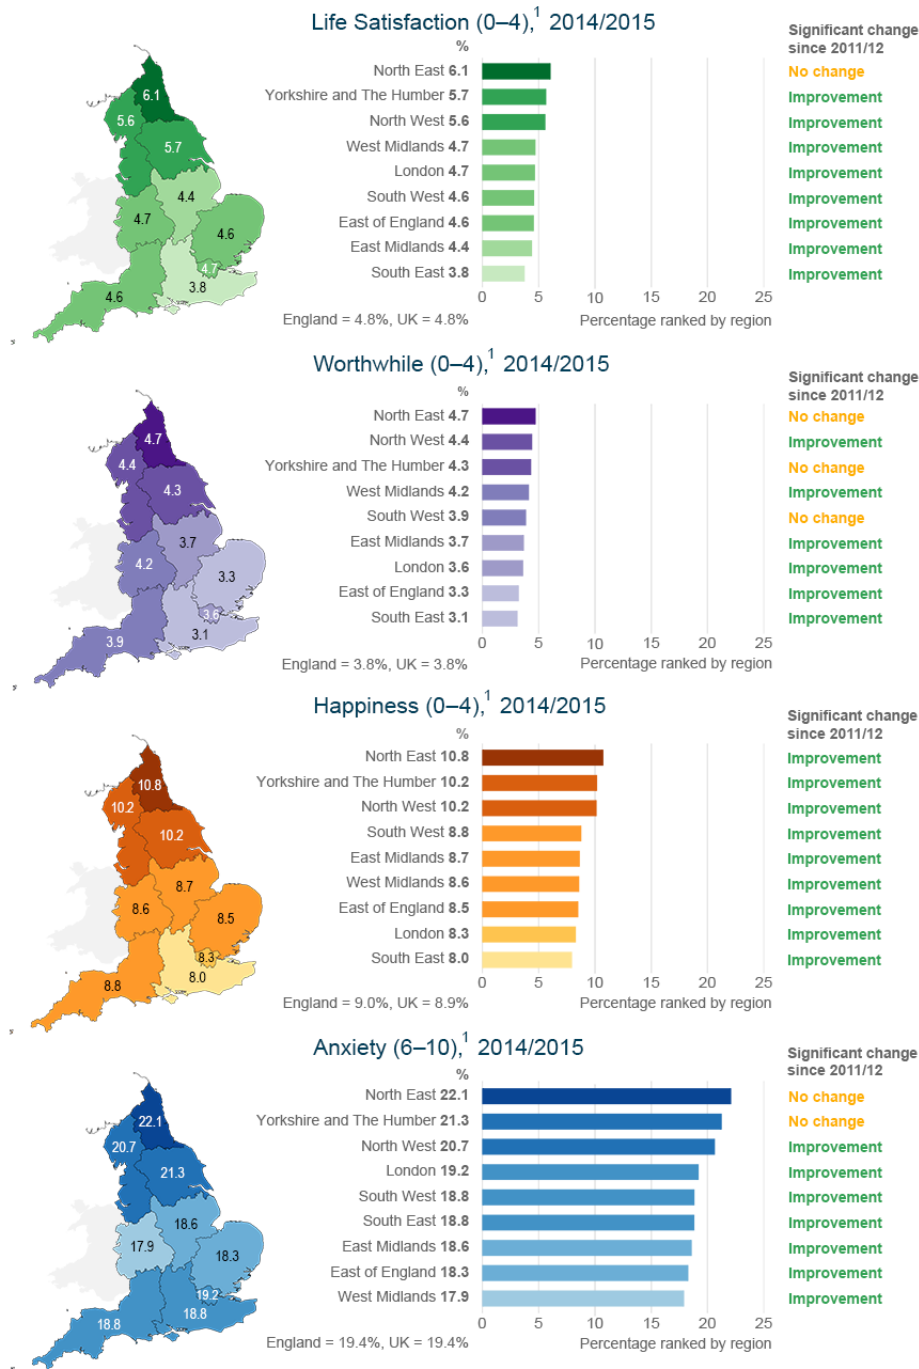 Life Satisfaction (0–4),1 2014/2015
Significant change
since 2011/12
%
North East 6.1
No change
Yorkshire and The Humber 5.7
Improvement
North West 5.6
Improvement
West Midlands 4.7
Improvement
London 4.7
Improvement
South West 4.6
Improvement
East of England 4.6
Improvement
East Midlands 4.4
Improvement
South East 3.8
Improvement
0 5 10 15 20 25
Percentage ranked by region
England = 4.8%, UK = 4.8%
6.1
5.6
5.7
4.4
4.7
4.6
4.7
3.8
4.6
Worthwhile (0–4),1 2014/2015
Significant change
since 2011/12
%
North East 4.7
No change
North West 4.4
Improvement
Yorkshire and The Humber 4.3
No change
West Midlands 4.2
Improvement
South West 3.9
No change
East Midlands 3.7
Improvement
London 3.6
Improvement
East of England 3.3
Improvement
South East 3.1
Improvement
0 5 10 15 20 25
Percentage ranked by region
England = 3.8%, UK = 3.8%
4.7
4.4
4.3
3.7
4.2
3.3
3.6
3.1
3.9
Happiness (0–4),1 2014/2015
Significant change
since 2011/12
%
North East 10.8
Improvement
Yorkshire and The Humber 10.2
Improvement
North West 10.2
Improvement
South West 8.8
Improvement
East Midlands 8.7
Improvement
West Midlands 8.6
Improvement
East of England 8.5
Improvement
London 8.3
Improvement
South East 8.0
Improvement
0 5 10 15 20 25
Percentage ranked by region
England = 9.0%, UK = 8.9%
10.8
10.2
10.2
8.7
8.6
8.5
8.3
8.0
8.8
Anxiety (6–10),1 2014/2015
Significant change
since 2011/12
%
North East 22.1
No change
Yorkshire and The Humber 21.3
No change
North West 20.7
Improvement
London 19.2
Improvement
South West 18.8
Improvement
South East 18.8
Improvement
East Midlands 18.6
Improvement
East of England 18.3
Improvement
West Midlands 17.9
Improvement
0 5 10 15 20 25
Percentage ranked by region
England = 19.4%, UK = 19.4%
22.1
20.7
21.3
18.6
17.9
18.3
19.2
18.8
18.8